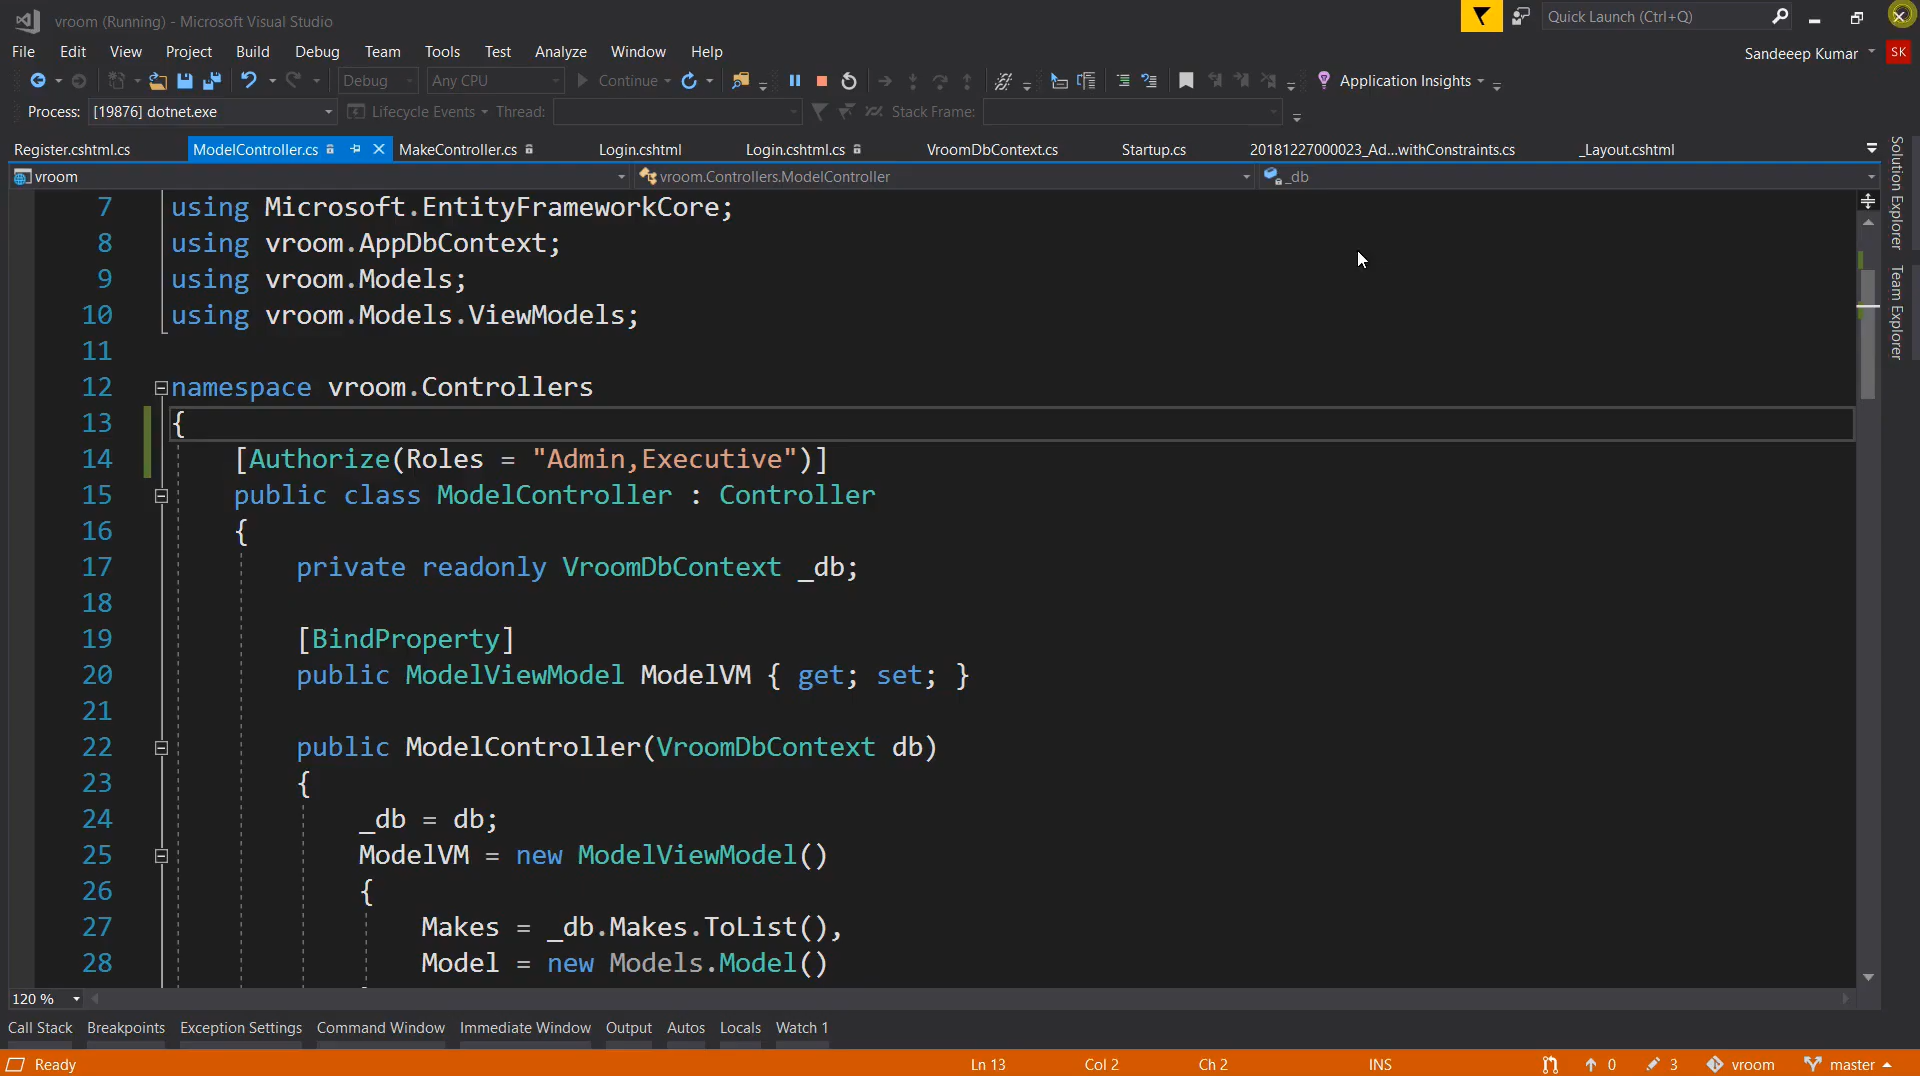 vroom (Running) - Microsoft Visual Studio
Quick Launch (Ctrl+Q)
File Edit View Project Build Debug Team Tools Test Analyze Window Help
Sandeeep Kumar SK
Debug Any CPU Continue Application Insights
Process: [19876] dotnet.exe Lifecycle Events Thread: Stack Frame:
Register.cshtml.cs ModelController.cs MakeController.cs Login.cshtml Login.cshtml.cs VroomDbContext.cs Startup.cs 20181227000023_Ad...withConstraints.cs _Layout.cshtml
vroom vroom.Controllers.ModelController _db
Solution Explorer
Team Explorer
7 using Microsoft.EntityFrameworkCore;
8 using vroom.AppDbContext;
9 using vroom.Models;
10 using vroom.Models.ViewModels;
11
12 namespace vroom.Controllers
13 {
14 [Authorize(Roles = "Admin,Executive")]
15 public class ModelController : Controller
16 {
17 private readonly VroomDbContext _db;
18
19 [BindProperty]
20 public ModelViewModel ModelVM { get; set; }
21
22 public ModelController(VroomDbContext db)
23 {
24 _db = db;
25 ModelVM = new ModelViewModel()
26 {
27 Makes = _db.Makes.ToList(),
28 Model = new Models.Model()
120 %
Call Stack Breakpoints Exception Settings Command Window Immediate Window Output Autos Locals Watch 1
Ready Ln 13 Col 2 Ch 2 INS 0 3 vroom master